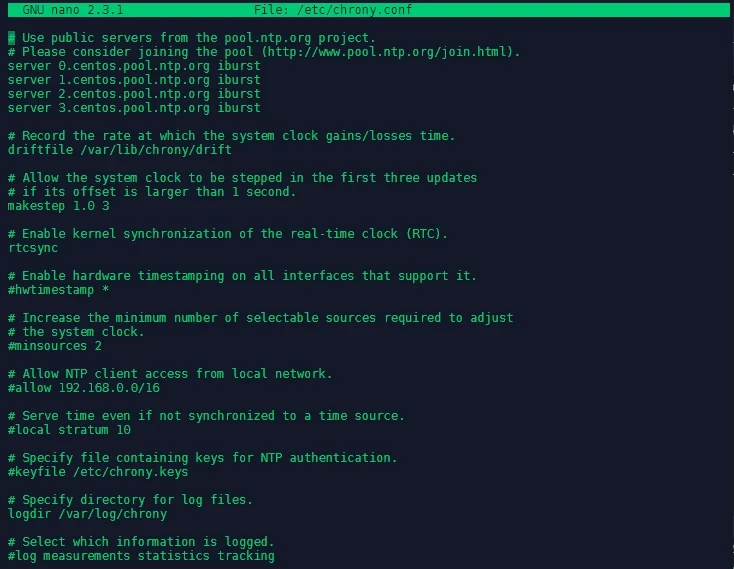 GNU nano 2.3.1 File: /etc/chrony.conf
# Use public servers from the pool.ntp.org project.
# Please consider joining the pool (http://www.pool.ntp.org/join.html).
server 0.centos.pool.ntp.org iburst
server 1.centos.pool.ntp.org iburst
server 2.centos.pool.ntp.org iburst
server 3.centos.pool.ntp.org iburst
# Record the rate at which the system clock gains/losses time.
driftfile /var/lib/chrony/drift
# Allow the system clock to be stepped in the first three updates
# if its offset is larger than 1 second.
makestep 1.0 3
# Enable kernel synchronization of the real-time clock (RTC).
rtcsync
# Enable hardware timestamping on all interfaces that support it.
#hwtimestamp *
# Increase the minimum number of selectable sources required to adjust
# the system clock.
#minsources 2
# Allow NTP client access from local network.
#allow 192.168.0.0/16
# Serve time even if not synchronized to a time source.
#local stratum 10
# Specify file containing keys for NTP authentication.
#keyfile /etc/chrony.keys
# Specify directory for log files.
logdir /var/log/chrony
# Select which information is logged.
#log measurements statistics tracking